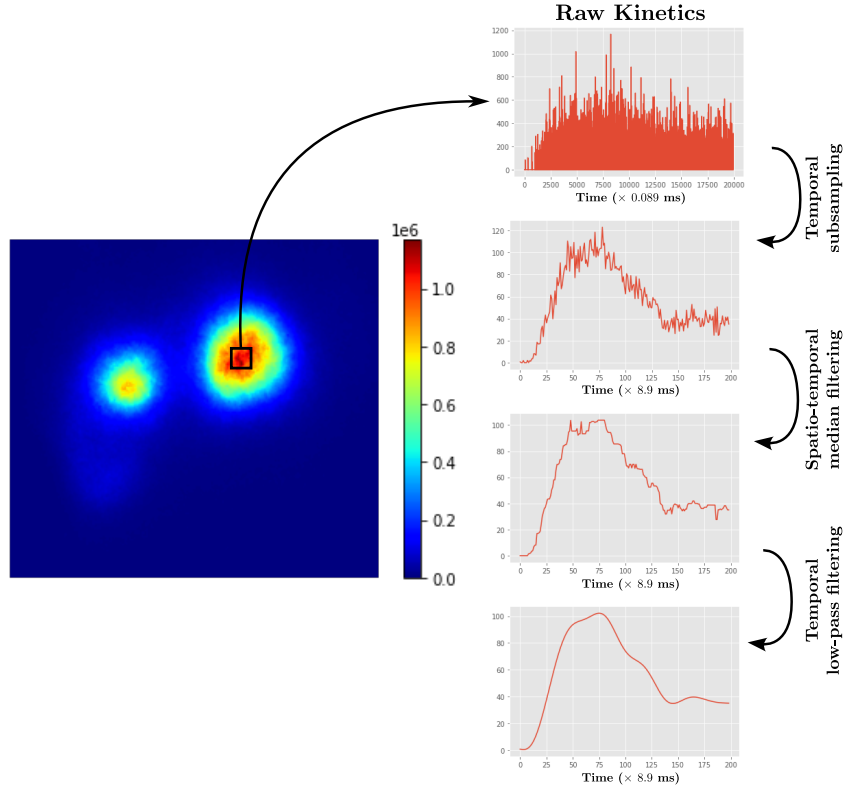 Raw Kinetics
1200
1000
800
600
400
200
0
0 2500 5000 7500 10000 12500 15000 17500 20000
Time (× 0.089 ms)
Temporal
subsampling
120
100
80
60
40
20
0
0 25 50 75 100 125 150 175 200
Time (× 8.9 ms)
Spatio-temporal
median filtering
100
80
60
40
20
0
0 25 50 75 100 125 150 175 200
Time (× 8.9 ms)
Temporal
low-pass filtering
100
80
60
40
20
0
0 25 50 75 100 125 150 175 200
Time (× 8.9 ms)
1e6
1.0
0.8
0.6
0.4
0.2
0.0